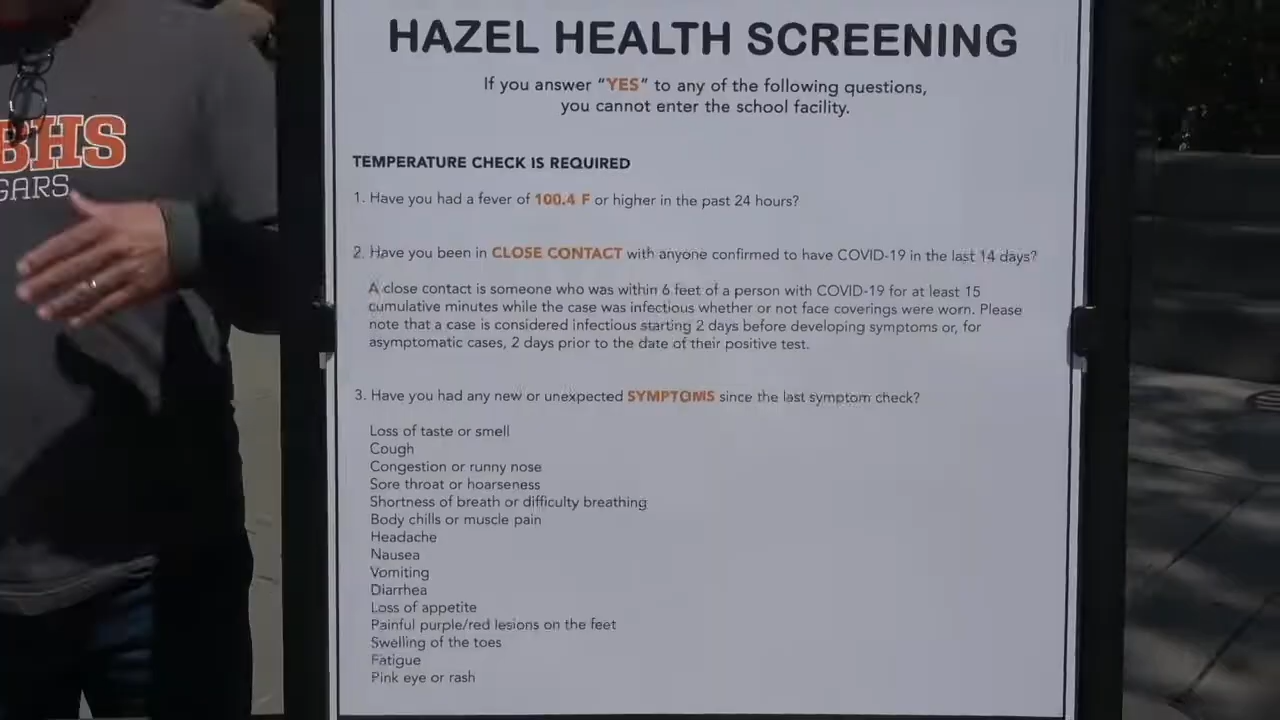 HAZEL HEALTH SCREENING
If you answer “YES” to any of the following questions,
you cannot enter the school facility.
TEMPERATURE CHECK IS REQUIRED
1. Have you had a fever of 100.4 F or higher in the past 24 hours?
2. Have you been in CLOSE CONTACT with anyone confirmed to have COVID-19 in the last 14 days?
A close contact is someone who was within 6 feet of a person with COVID-19 for at least 15
cumulative minutes while the case was infectious whether or not face coverings were worn. Please
note that a case is considered infectious starting 2 days before developing symptoms or, for
asymptomatic cases, 2 days prior to the date of their positive test.
3. Have you had any new or unexpected SYMPTOMS since the last symptom check?
Loss of taste or smell
Cough
Congestion or runny nose
Sore throat or hoarseness
Shortness of breath or difficulty breathing
Body chills or muscle pain
Headache
Nausea
Vomiting
Diarrhea
Loss of appetite
Painful purple/red lesions on the feet
Swelling of the toes
Fatigue
Pink eye or rash
BHS
GARS